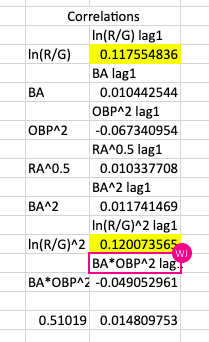 Correlations
ln(R/G) lag1
ln(R/G) 0.117554836
BA lag1
BA 0.010442544
OBP^2 lag1
OBP^2 -0.067340954
RA^0.5 lag1
RA^0.5 0.010337708
BA^2 lag1
BA^2 0.011741469
ln(R/G)^2 lag1
ln(R/G)^2 0.120073565
WJ
BA*OBP^2 lag
BA*OBP^2 -0.049052961
0.51019 0.014809753